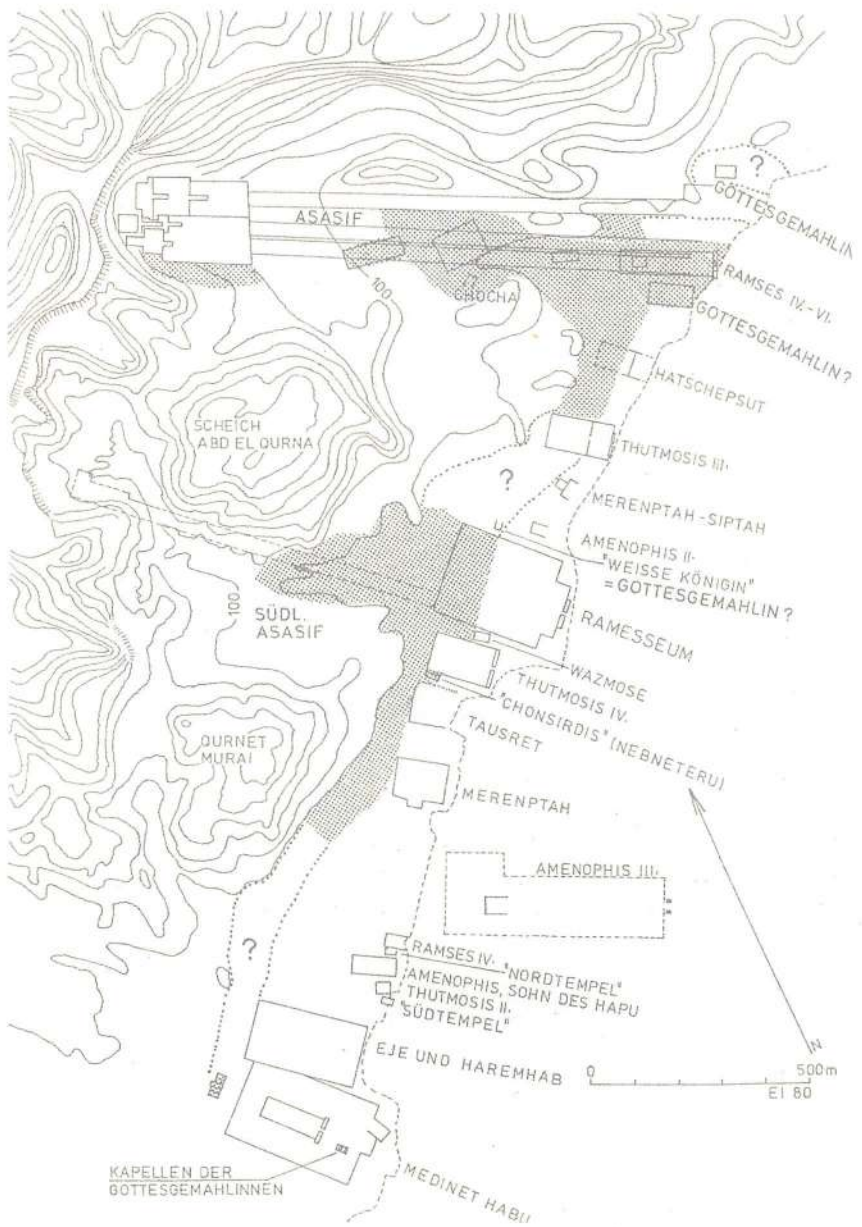 ?
GOTTESGEMAHLIN
ASASIF
RAMSES IV.-VI.
100
CHOCHA
GOTTESGEMAHLIN?
HATSCHEPSUT
SCHEICH
ABD EL QURNA
THUTMOSIS III.
?
MERENPTAH-SIPTAH
AMENOPHIS II.
"WEISSE KÖNIGIN"
=GOTTESGEMAHLIN?
100
SÜDL.
ASASIF
RAMESSEUM
WAZMOSE
THUTMOSIS IV.
"CHONSIRDIS" (NEBNETERU)
TAUSRET
QURNET
MURAI
MERENPTAH
AMENOPHIS III.
?
RAMSES IV. "NORDTEMPEL"
AMENOPHIS, SOHN DES HAPU
THUTMOSIS II.
"SÜDTEMPEL"
EJE UND HAREMHAB
N
0 500m
EI 80
KAPELLEN DER
GOTTESGEMAHLINNEN
MEDINET HABU